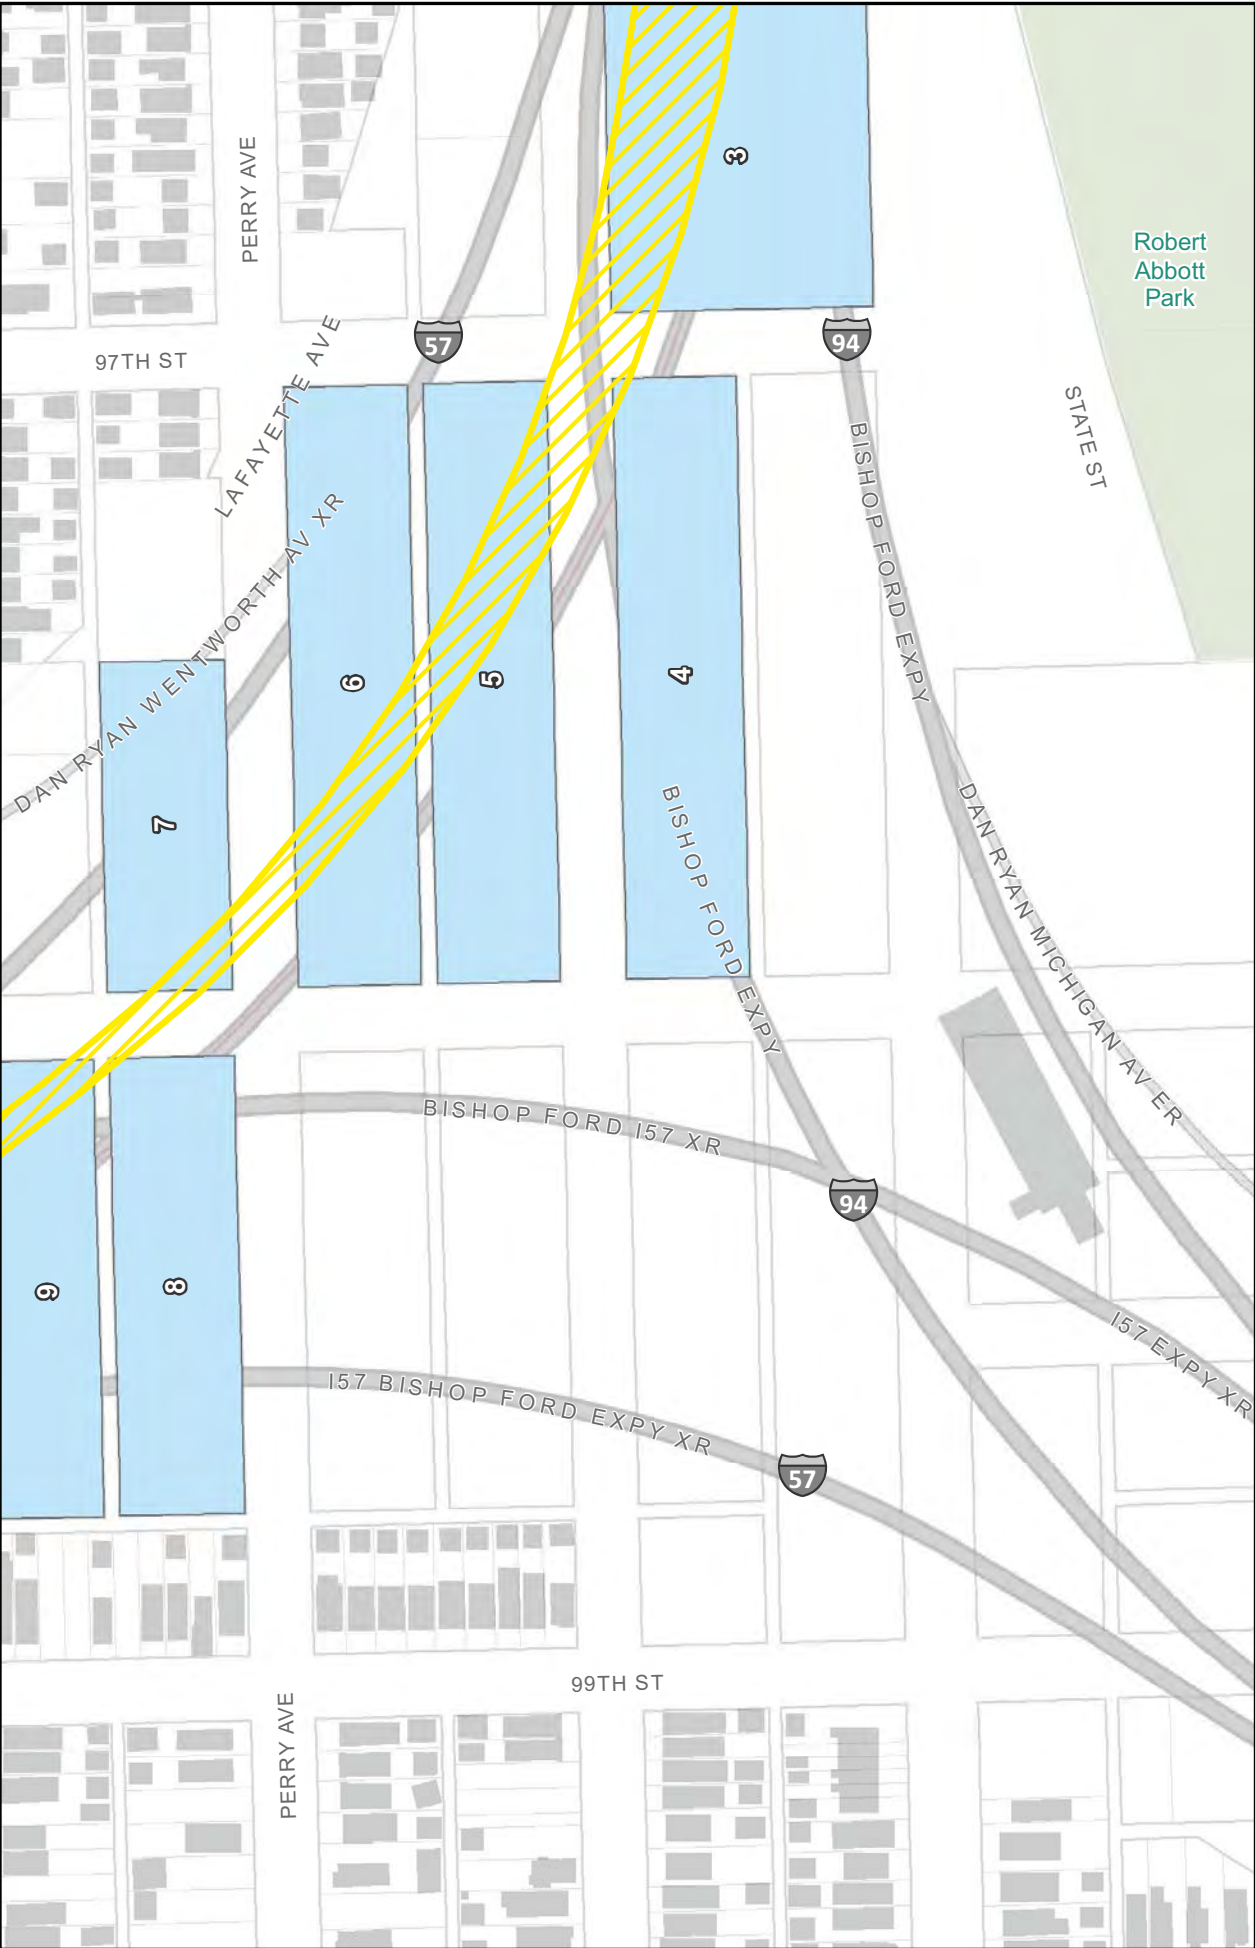 3
PERRY AVE
Robert
Abbott
Park
97TH ST
LAFAYETTE AVE
57
94
STATE ST
BISHOP FORD EXPY
DAN RYAN WENTWORTH AV XR
6
5
4
7
BISHOP FORD EXPY
DAN RYAN MICHIGAN AV ER
BISHOP FORD I57 XR
94
9
8
I57 EXPY XR
I57 BISHOP FORD EXPY XR
57
99TH ST
PERRY AVE